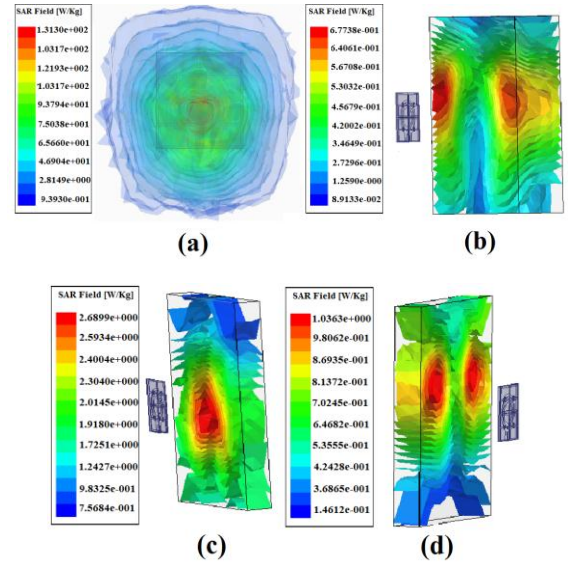 SAR Field [W/Kg]
1.3130e+002
1.0317e+002
1.2193e+002
1.0317e+002
9.3794e+001
7.5038e+001
6.5660e+001
4.6904e+001
2.8149e+000
9.3930e-001
(a)
SAR Field [W/Kg]
6.7738e-001
6.4061e-001
5.6708e-001
5.3032e-001
4.5679e-001
4.2002e-001
3.4649e-001
2.7296e-001
1.2590e-001
8.9133e-002
(b)
SAR Field [W/Kg]
2.6899e+000
2.5934e+000
2.4004e+000
2.3040e+000
2.0145e+000
1.9180e+000
1.7251e+000
1.2427e+000
9.8325e-001
7.5684e-001
(c)
SAR Field [W/Kg]
1.0363e+000
9.8062e-001
8.6935e-001
8.1372e-001
7.0245e-001
6.4682e-001
5.3555e-001
4.2428e-001
3.6865e-001
1.4612e-001
(d)